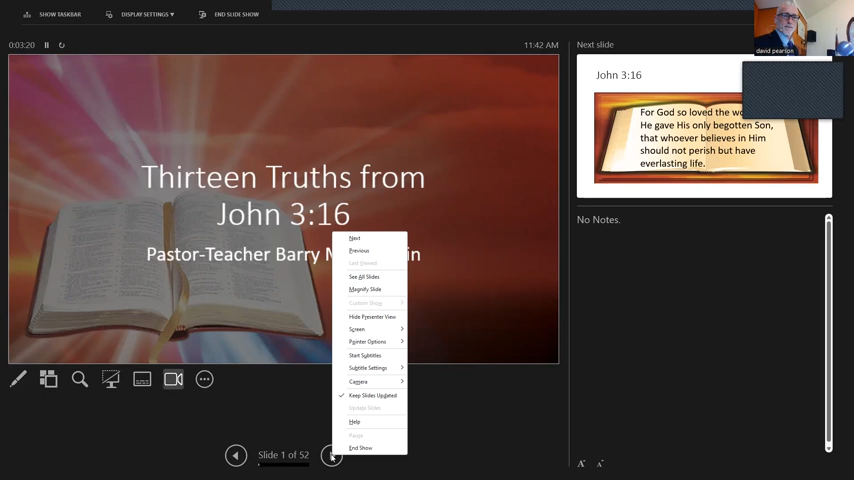 SHOW TASKBAR
DISPLAY SETTINGS ▼
END SLIDE SHOW
0:03:20
11:42 AM
Thirteen Truths from
John 3:16
Pastor-Teacher Barry
Next
Previous
Last Viewed
See All Slides
Magnify Slide
Custom Show
Hide Presenter View
Screen
Pointer Options
Start Subtitles
Subtitle Settings
Camera
Keep Slides Updated
Update Slides
Help
Pause
End Show
Slide 1 of 52
Next slide
david pearson
John 3:16
For God so loved the
He gave His only begotten Son,
that whoever believes in Him
should not perish but have
everlasting life.
No Notes.
A A